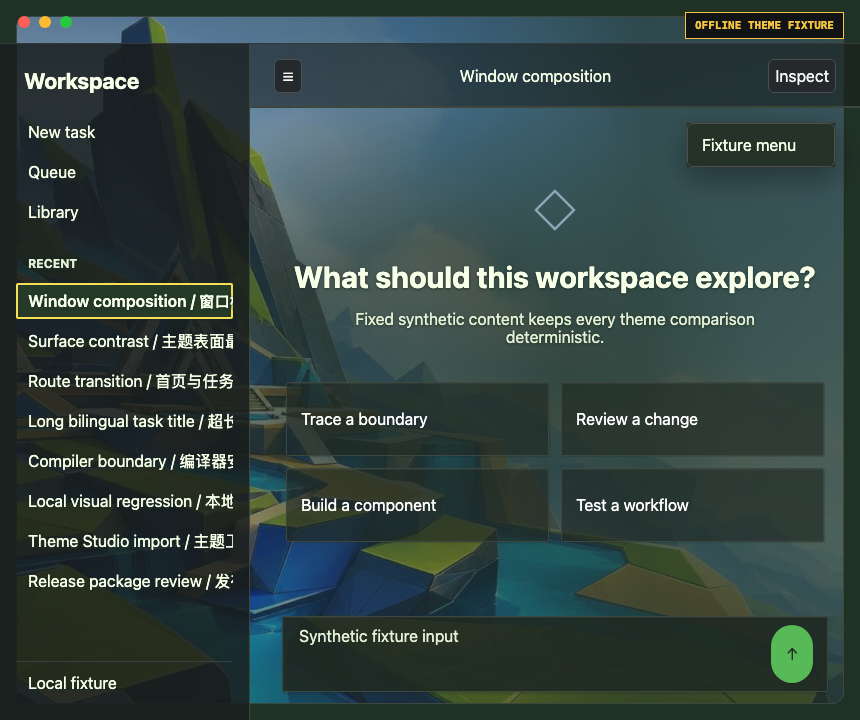 OFFLINE THEME FIXTURE
Workspace
Window composition
Inspect
New task
Queue
Library
RECENT
Window composition / 窗口
Surface contrast / 主题表面最
Route transition / 首页与任务
Long bilingual task title / 超长
Compiler boundary / 编译器
Local visual regression / 本地
Theme Studio import / 主题工
Release package review / 发布
Local fixture
Fixture menu
What should this workspace explore?
Fixed synthetic content keeps every theme comparison
deterministic.
Trace a boundary
Review a change
Build a component
Test a workflow
Synthetic fixture input